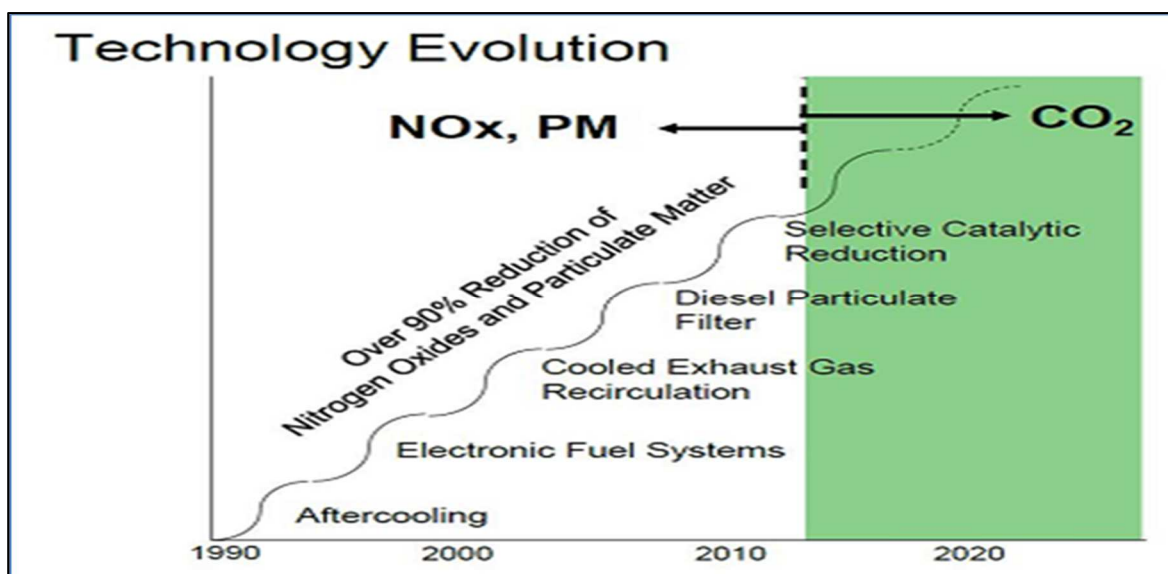 Technology Evolution
NOx, PM
CO₂
Over 90% Reduction of
Nitrogen Oxides and Particulate Matter
Selective Catalytic
Reduction
Diesel Particulate
Filter
Cooled Exhaust Gas
Recirculation
Electronic Fuel Systems
Aftercooling
1990 2000 2010 2020